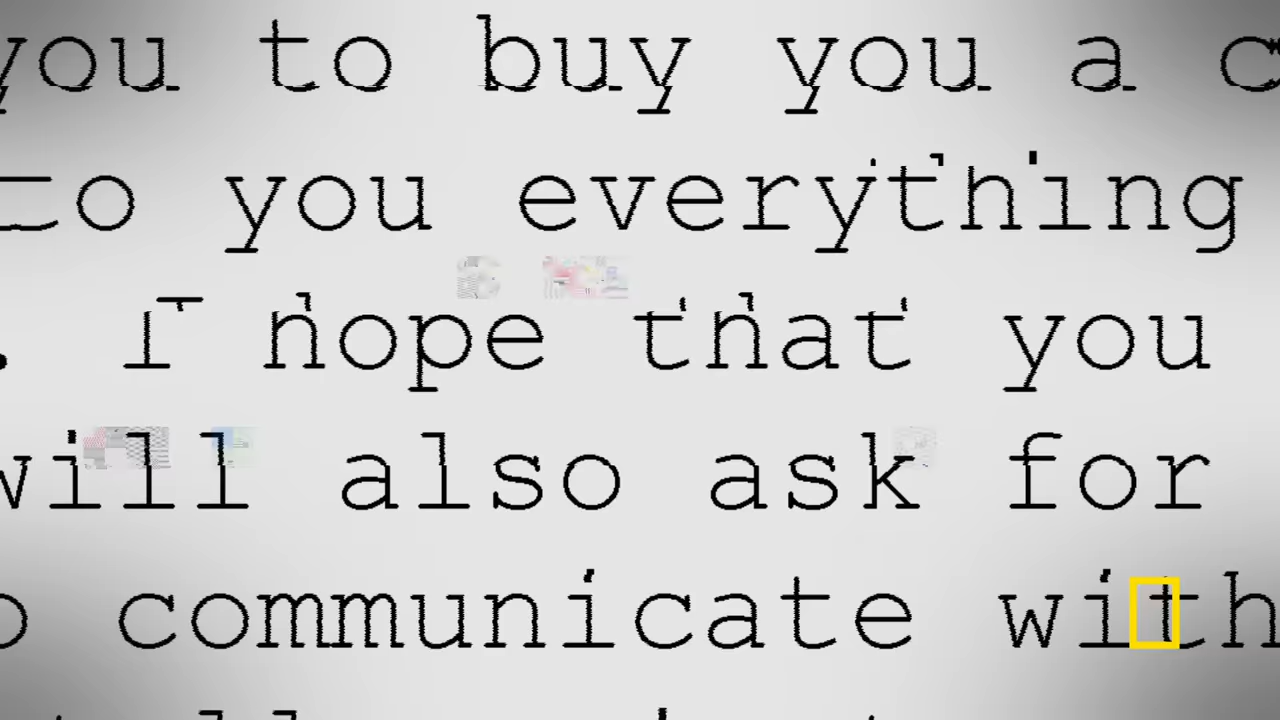 you to buy you a
to you everything
. I hope that you
will also ask for
communicate with